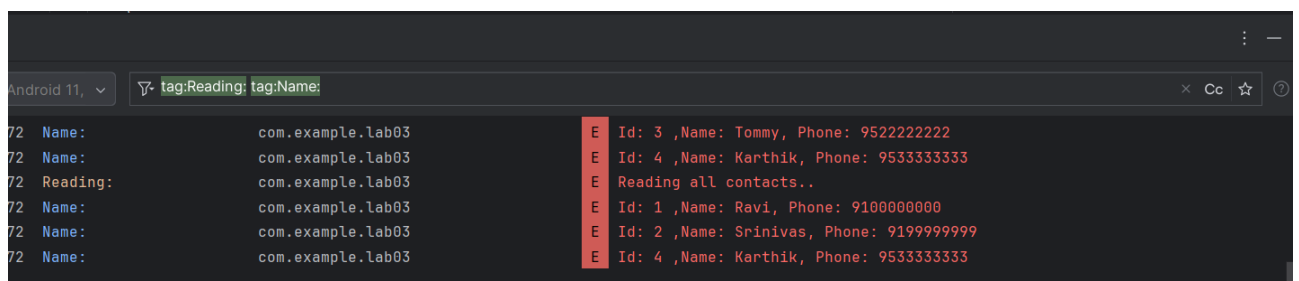 Android 11, tag:Reading: tag:Name: Cc
72 Name: com.example.lab03 E Id: 3 ,Name: Tommy, Phone: 9522222222
72 Name: com.example.lab03 E Id: 4 ,Name: Karthik, Phone: 9533333333
72 Reading: com.example.lab03 E Reading all contacts..
72 Name: com.example.lab03 E Id: 1 ,Name: Ravi, Phone: 9100000000
72 Name: com.example.lab03 E Id: 2 ,Name: Srinivas, Phone: 9199999999
72 Name: com.example.lab03 E Id: 4 ,Name: Karthik, Phone: 9533333333